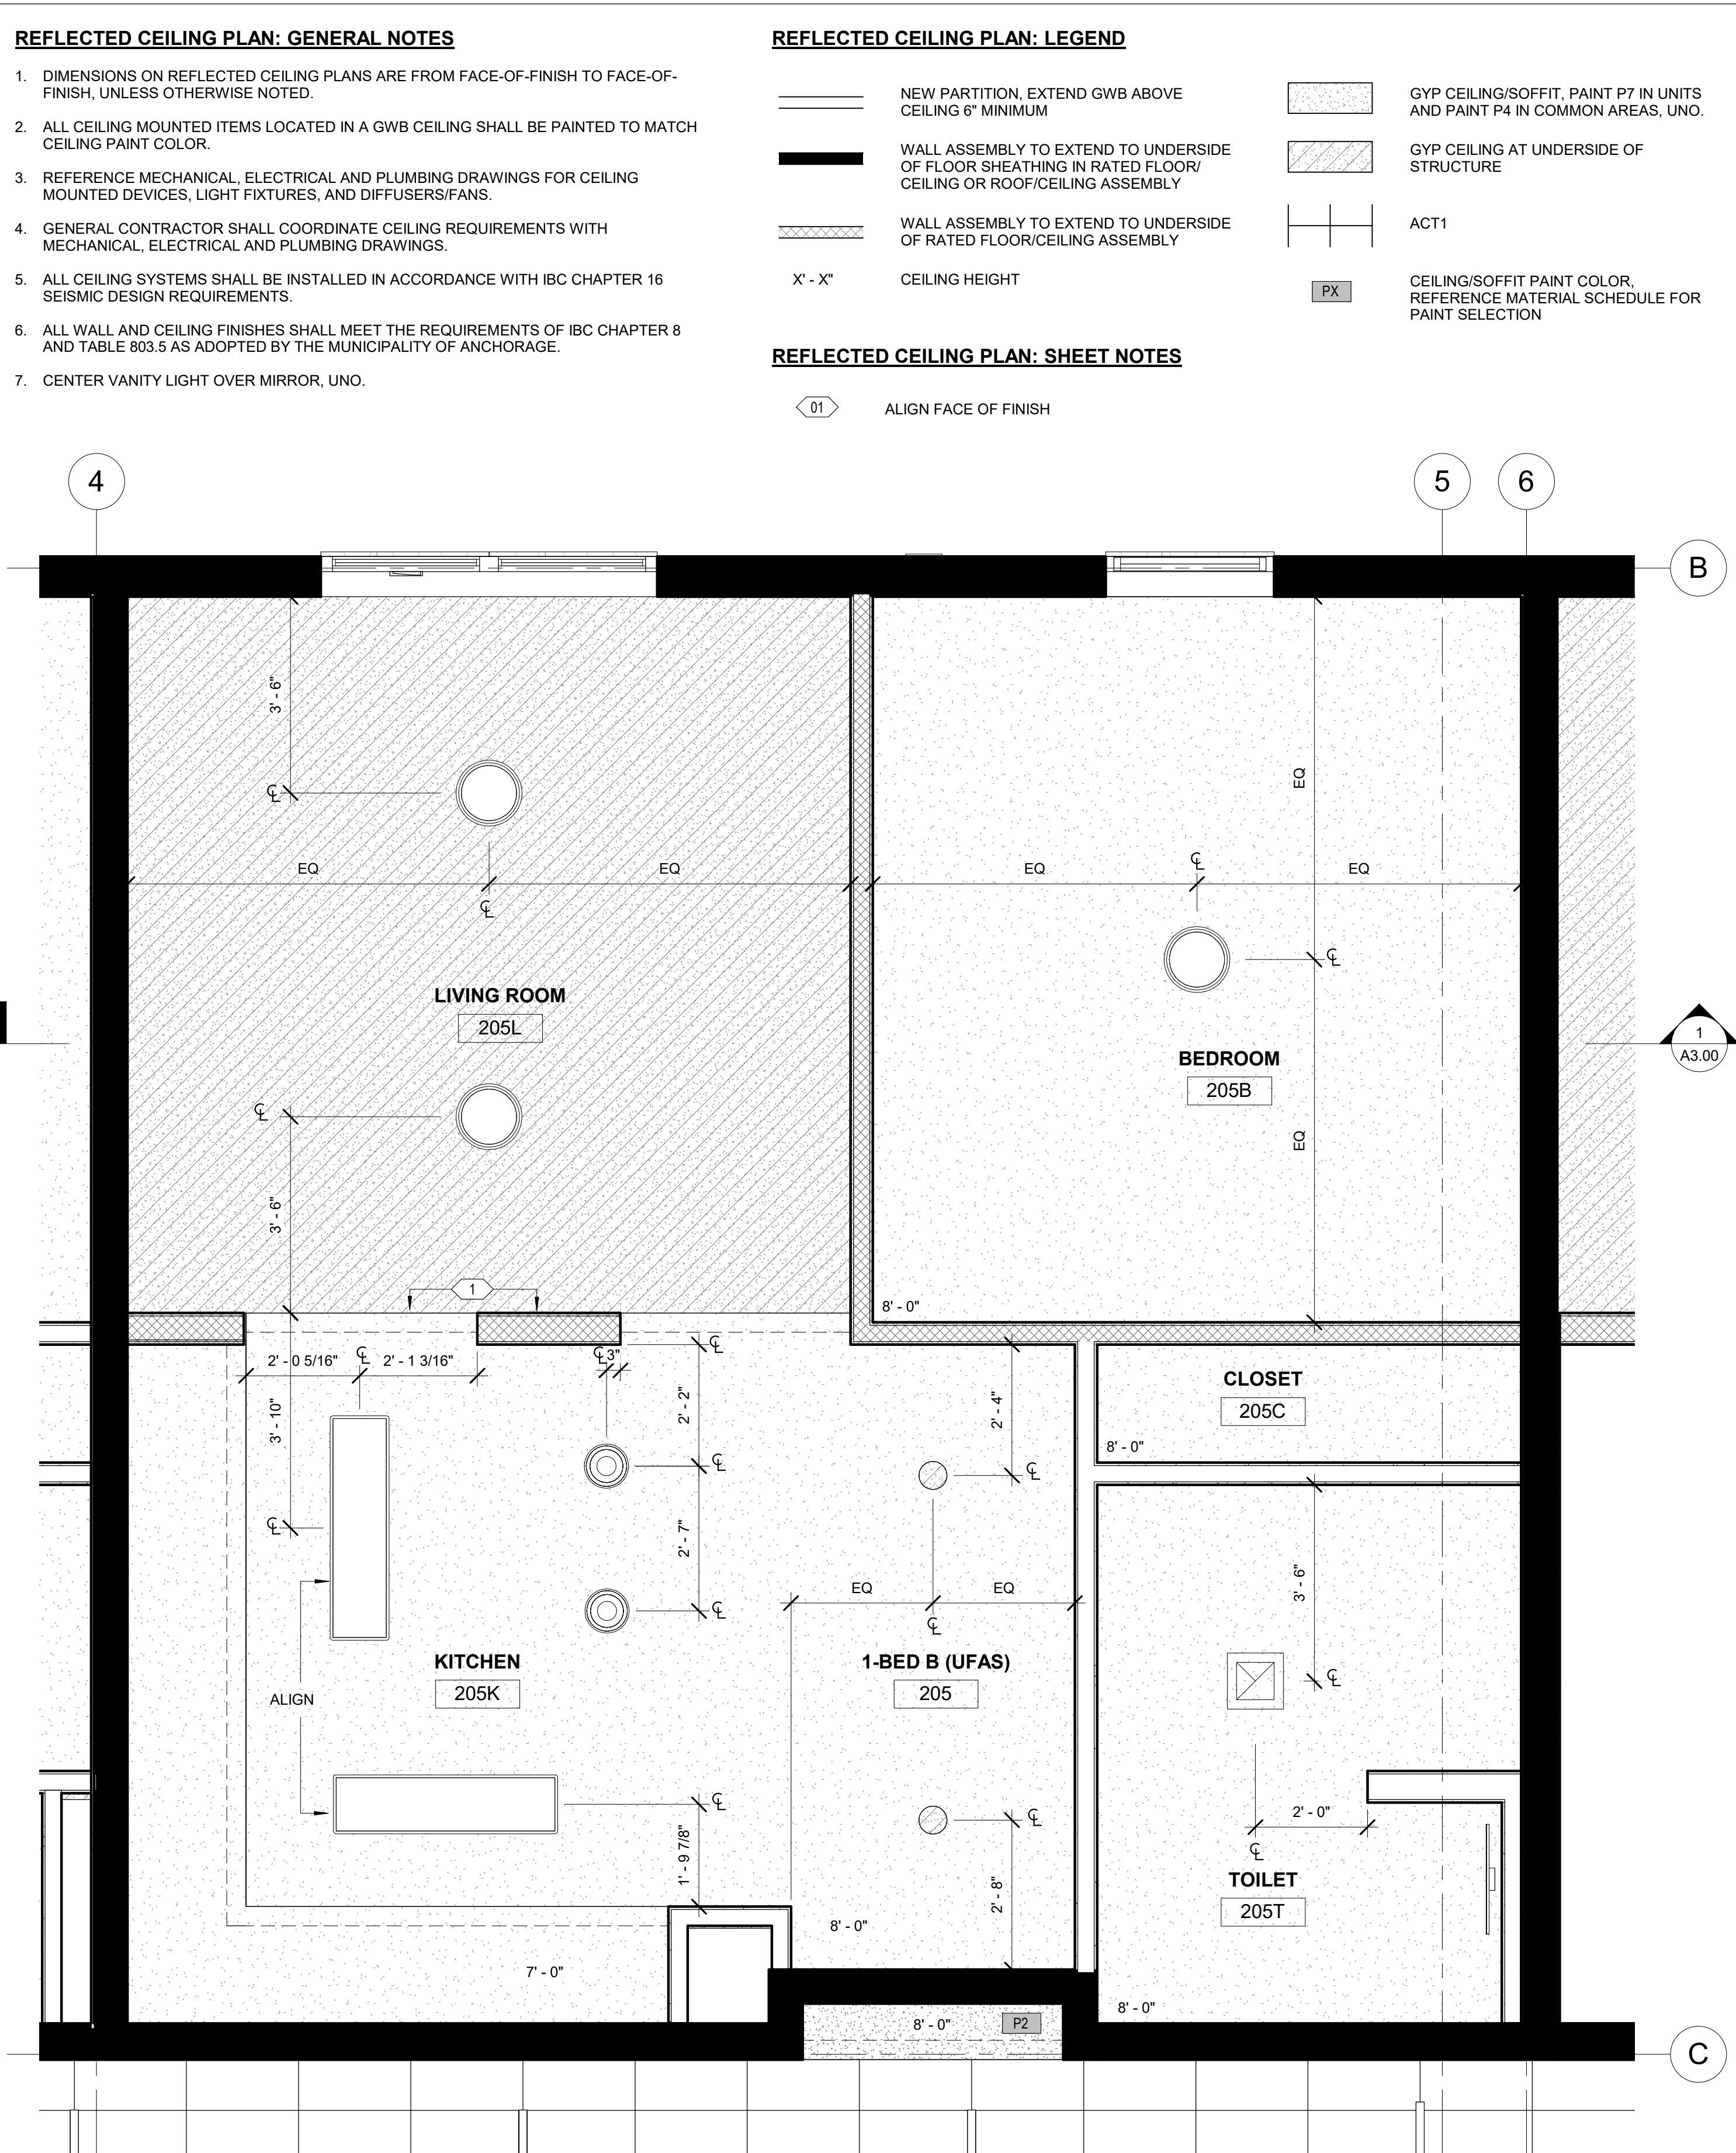 REFLECTED CEILING PLAN: GENERAL NOTES
1. DIMENSIONS ON REFLECTED CEILING PLANS ARE FROM FACE-OF-FINISH TO FACE-OF-
FINISH, UNLESS OTHERWISE NOTED.
2. ALL CEILING MOUNTED ITEMS LOCATED IN A GWB CEILING SHALL BE PAINTED TO MATCH
CEILING PAINT COLOR.
3. REFERENCE MECHANICAL, ELECTRICAL AND PLUMBING DRAWINGS FOR CEILING
MOUNTED DEVICES, LIGHT FIXTURES, AND DIFFUSERS/FANS.
4. GENERAL CONTRACTOR SHALL COORDINATE CEILING REQUIREMENTS WITH
MECHANICAL, ELECTRICAL AND PLUMBING DRAWINGS.
5. ALL CEILING SYSTEMS SHALL BE INSTALLED IN ACCORDANCE WITH IBC CHAPTER 16
SEISMIC DESIGN REQUIREMENTS.
6. ALL WALL AND CEILING FINISHES SHALL MEET THE REQUIREMENTS OF IBC CHAPTER 8
AND TABLE 803.5 AS ADOPTED BY THE MUNICIPALITY OF ANCHORAGE.
7. CENTER VANITY LIGHT OVER MIRROR, UNO.
REFLECTED CEILING PLAN: LEGEND
NEW PARTITION, EXTEND GWB ABOVE
CEILING 6" MINIMUM
WALL ASSEMBLY TO EXTEND TO UNDERSIDE
OF FLOOR SHEATHING IN RATED FLOOR/
CEILING OR ROOF/CEILING ASSEMBLY
WALL ASSEMBLY TO EXTEND TO UNDERSIDE
OF RATED FLOOR/CEILING ASSEMBLY
X' - X" CEILING HEIGHT
GYP CEILING/SOFFIT, PAINT P7 IN UNITS
AND PAINT P4 IN COMMON AREAS, UNO.
GYP CEILING AT UNDERSIDE OF
STRUCTURE
ACT1
PX CEILING/SOFFIT PAINT COLOR,
REFERENCE MATERIAL SCHEDULE FOR
PAINT SELECTION
REFLECTED CEILING PLAN: SHEET NOTES
01 ALIGN FACE OF FINISH
4
5
6
B
3' - 6"
℄
EQ
EQ
EQ
℄
EQ
EQ
℄
℄
LIVING ROOM
205L
1
A3.00
BEDROOM
205B
℄
EQ
3' - 6"
1
8' - 0"
2' - 0 5/16"
℄
2' - 1 3/16"
℄
3"
℄
3' - 10"
2' - 2"
2' - 4"
CLOSET
205C
8' - 0"
℄
℄
℄
2' - 7"
3' - 6"
EQ
EQ
℄
℄
KITCHEN
205K
1-BED B (UFAS)
205
℄
ALIGN
℄
℄
2' - 0"
℄
1' - 9 7/8"
TOILET
205T
2' - 8"
8' - 0"
7' - 0"
8' - 0"
8' - 0"
P2
C